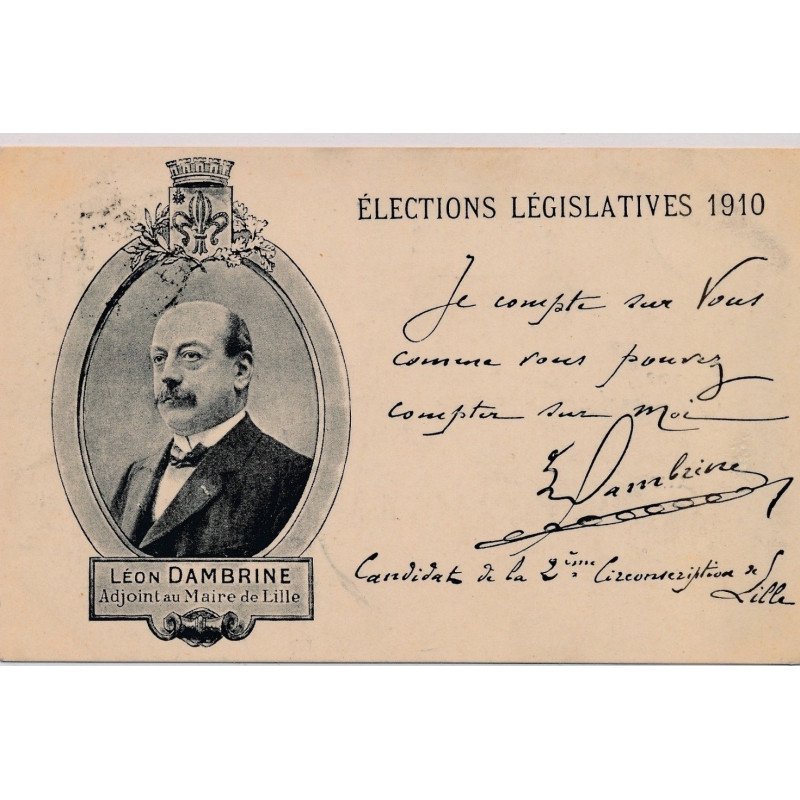 ÉLECTIONS LÉGISLATIVES 1910
Je compte sur Vous
comme vous pouvez
compter sur moi
L Dambrine
Candidat de la 2ème Circonscription de
Lille
LÉON DAMBRINE
Adjoint au Maire de Lille